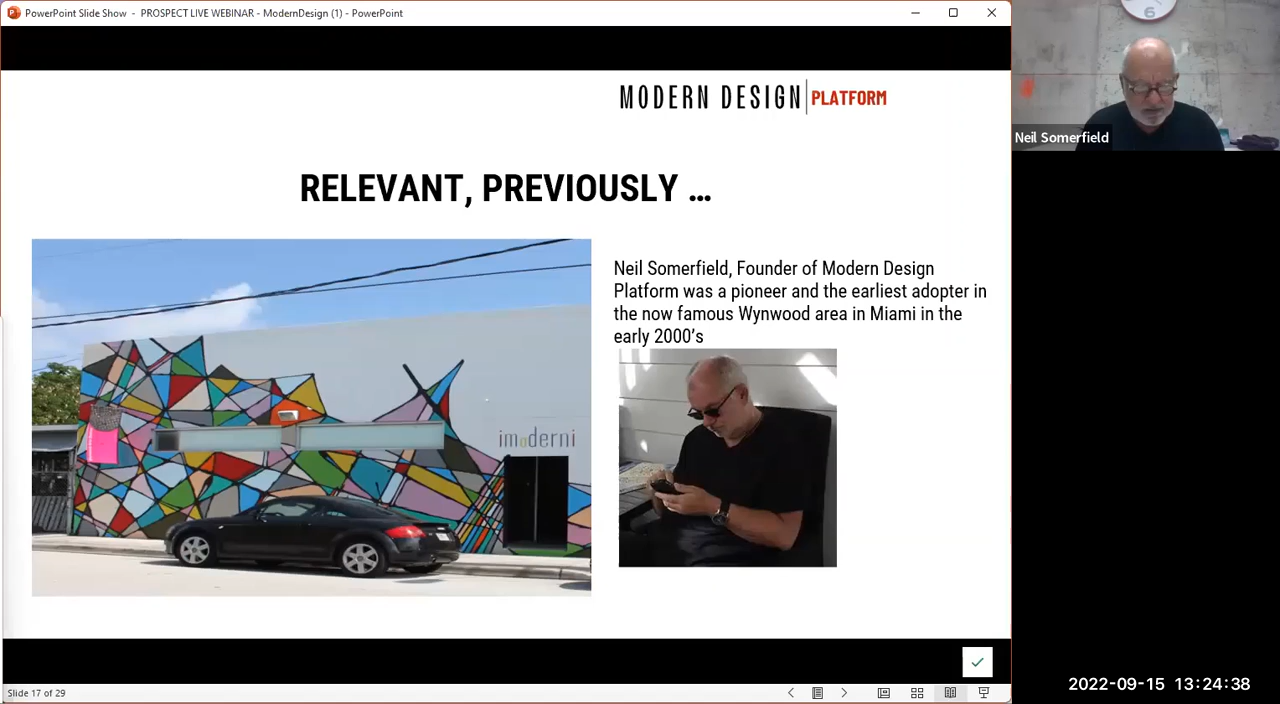 PowerPoint Slide Show - PROSPECT LIVE WEBINAR - ModernDesign (1) - PowerPoint
6
Neil Somerfield
MODERN DESIGN PLATFORM
RELEVANT, PREVIOUSLY ...
Neil Somerfield, Founder of Modern Design
Platform was a pioneer and the earliest adopter in
the now famous Wynwood area in Miami in the
early 2000's
imoderni
Slide 17 of 29
2022-09-15 13:24:38